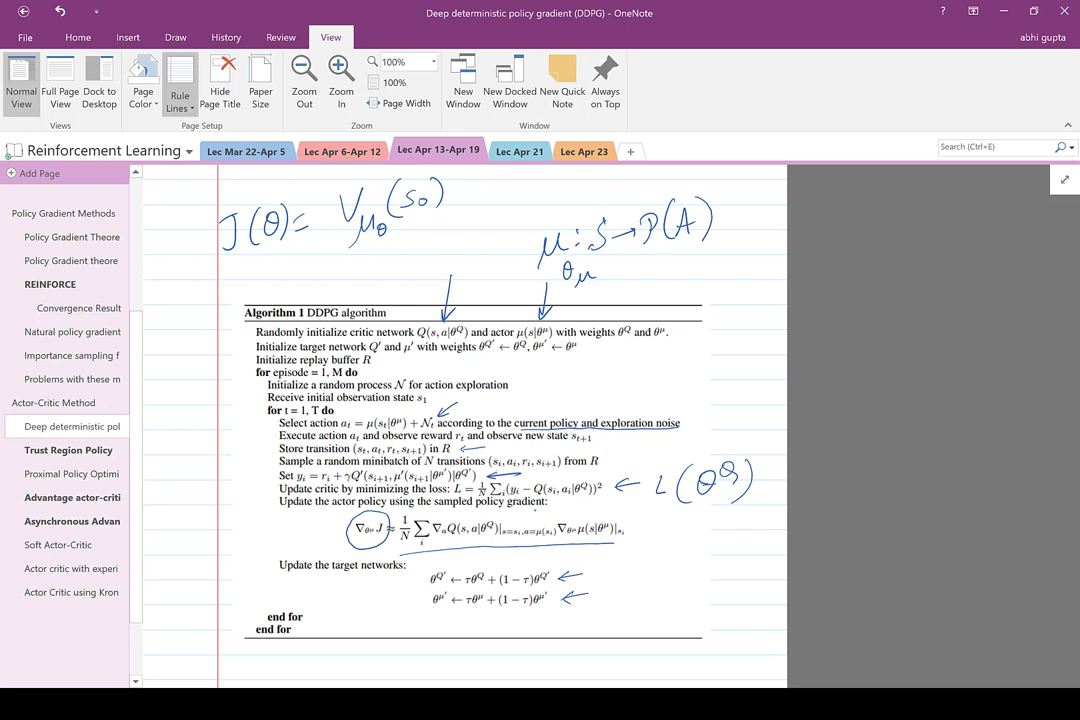 Deep deterministic policy gradient (DDPG) - OneNote
File Home Insert Draw History Review View abhi gupta
Normal View
Full Page View
Dock to Desktop
Page Color
Rule Lines
Hide Page Title
Paper Size
Zoom Out
Zoom In
100%
100%
Page Width
New Window
New Docked Window
New Quick Note
Always on Top
Views Page Setup Zoom Window
Reinforcement Learning Lec Mar 22-Apr 5 Lec Apr 6-Apr 12 Lec Apr 13-Apr 19 Lec Apr 21 Lec Apr 23 + Search (Ctrl+E)
Add Page
Policy Gradient Methods
Policy Gradient Theore
Policy Gradient theore
REINFORCE
Convergence Result
Natural policy gradient
Importance sampling f
Problems with these m
Actor-Critic Method
Deep deterministic pol
Trust Region Policy
Proximal Policy Optimi
Advantage actor-criti
Asynchronous Advan
Soft Actor-Critic
Actor critic with experi
Actor critic using Kron
J(θ) = V_{μ_θ}(s_0)
μ : S → P(A)
θ_μ
Algorithm 1 DDPG algorithm
Randomly initialize critic network Q(s, a|θ^Q) and actor μ(s|θ^μ) with weights θ^Q and θ^μ.
Initialize target network Q′ and μ′ with weights θ^{Q′} ← θ^Q, θ^{μ′} ← θ^μ
Initialize replay buffer R
for episode = 1, M do
Initialize a random process N for action exploration
Receive initial observation state s_1
for t = 1, T do
Select action a_t = μ(s_t|θ^μ) + N_t according to the current policy and exploration noise
Execute action a_t and observe reward r_t and observe new state s_{t+1}
Store transition (s_t, a_t, r_t, s_{t+1}) in R
Sample a random minibatch of N transitions (s_i, a_i, r_i, s_{i+1}) from R
Set y_i = r_i + γQ′(s_{i+1}, μ′(s_{i+1}|θ^{μ′})|θ^{Q′})
Update critic by minimizing the loss: L = 1/N ∑_i (y_i − Q(s_i, a_i|θ^Q))^2 ← L(θ^Q)
Update the actor policy using the sampled policy gradient:
∇_{θ^μ} J ≈ 1/N ∑_i ∇_a Q(s, a|θ^Q)|_{s=s_i, a=μ(s_i)} ∇_{θ^μ} μ(s|θ^μ)|_{s_i}
Update the target networks:
θ^{Q′} ← τθ^Q + (1 − τ)θ^{Q′}
θ^{μ′} ← τθ^μ + (1 − τ)θ^{μ′}
end for
end for